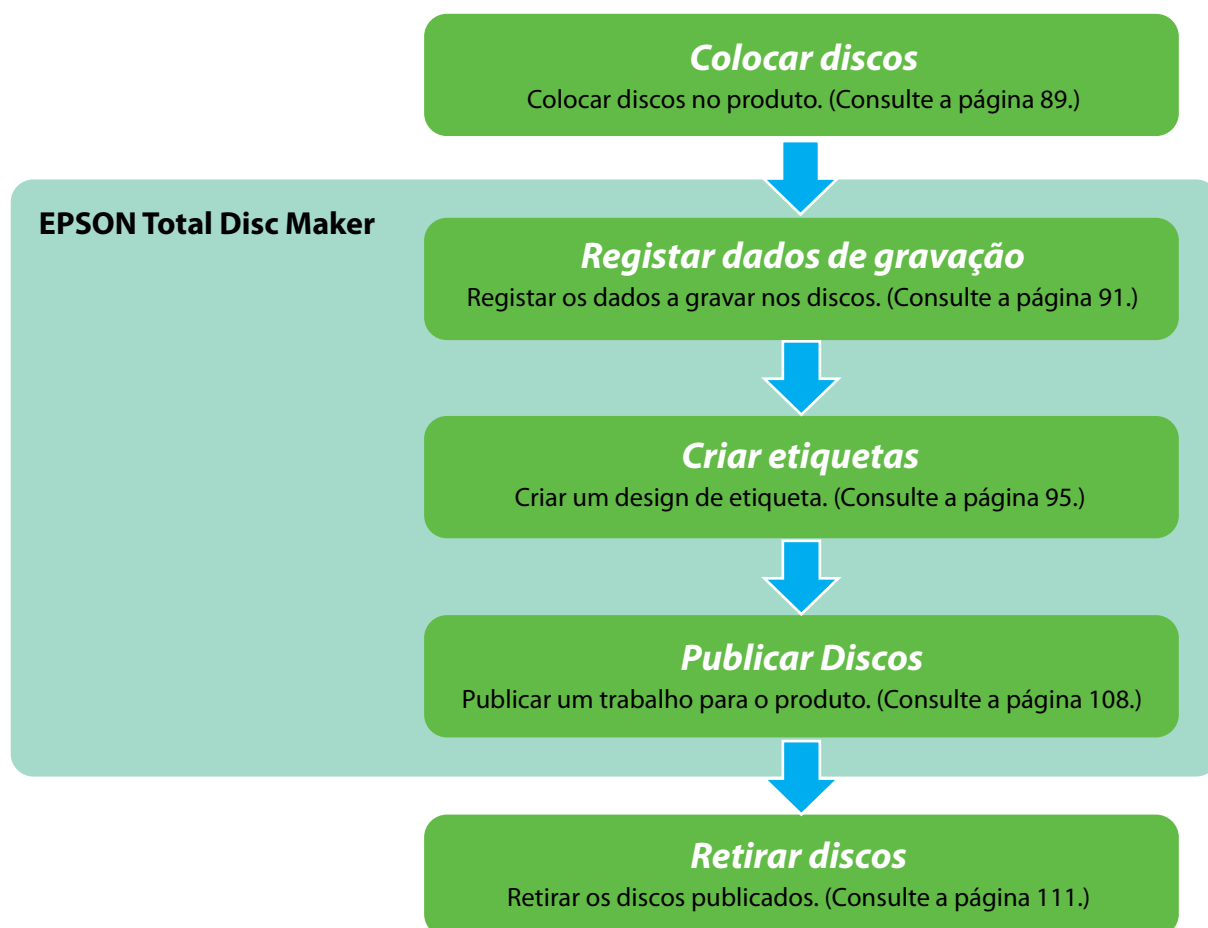 Colocar discos
Colocar discos no produto. (Consulte a página 89.)
EPSON Total Disc Maker
Registar dados de gravação
Registar os dados a gravar nos discos. (Consulte a página 91.)
Criar etiquetas
Criar um design de etiqueta. (Consulte a página 95.)
Publicar Discos
Publicar um trabalho para o produto. (Consulte a página 108.)
Retirar discos
Retirar os discos publicados. (Consulte a página 111.)